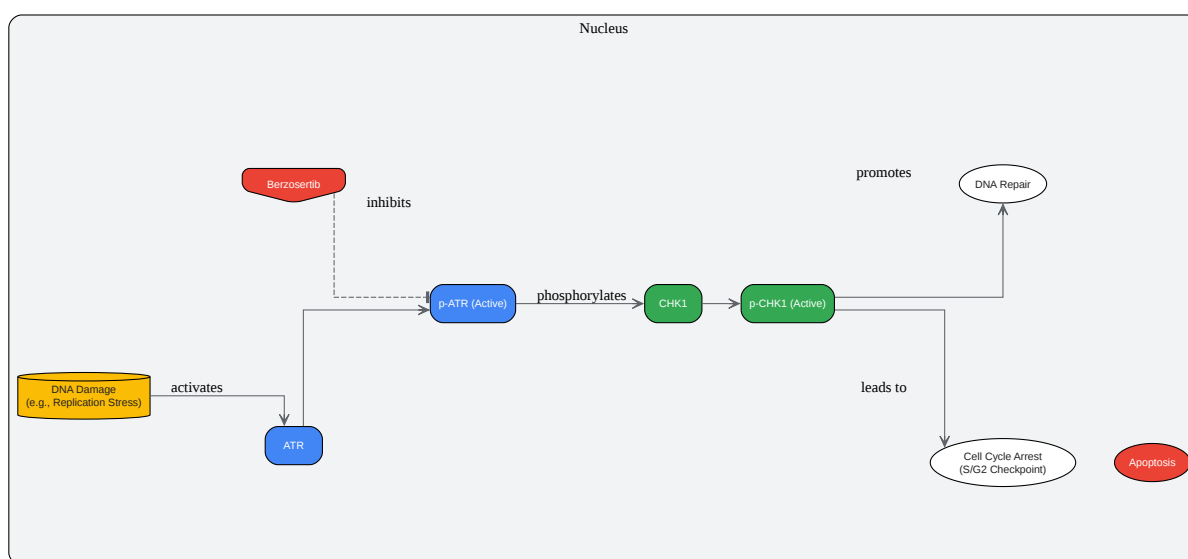 Nucleus
Berzosertib
inhibits
promotes
DNA Repair
p-ATR (Active)
phosphorylates
CHK1
p-CHK1 (Active)
DNA Damage
(e.g., Replication Stress)
activates
leads to
ATR
Cell Cycle Arrest
(S/G2 Checkpoint)
Apoptosis